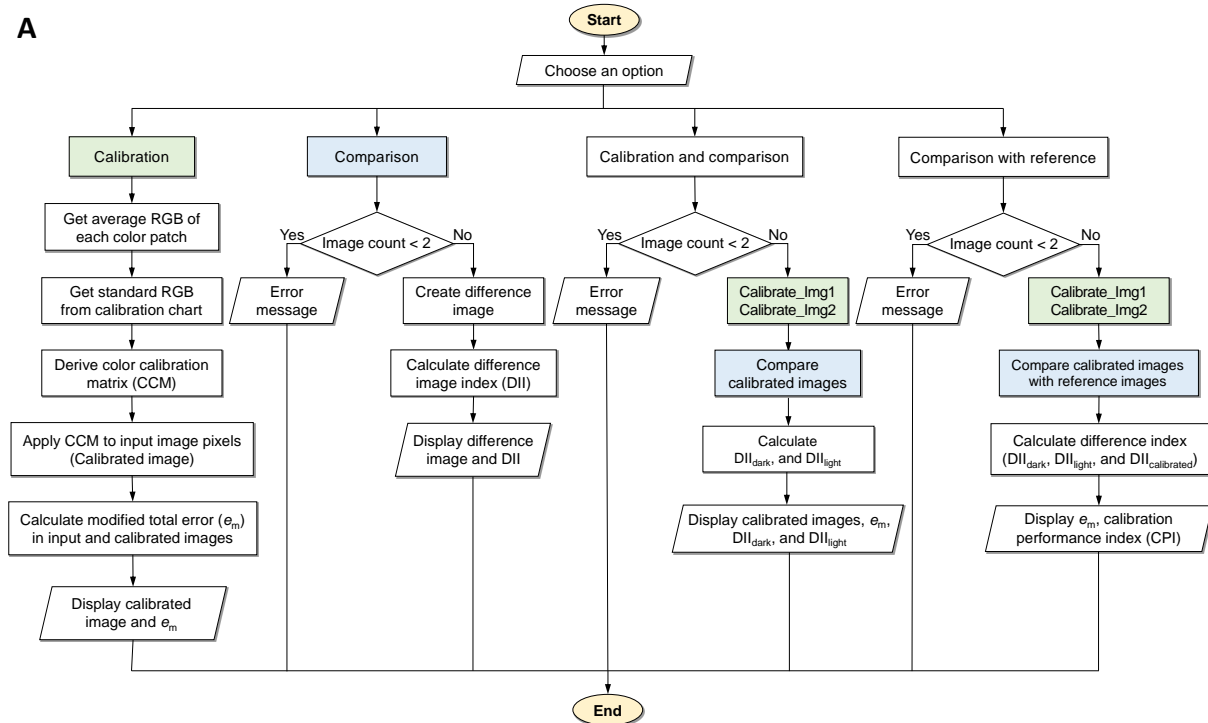 A
Start
Choose an option
Calibration
Get average RGB of
each color patch
Get standard RGB
from calibration chart
Derive color calibration
matrix (CCM)
Apply CCM to input image pixels
(Calibrated image)
Calculate modified total error (em)
in input and calibrated images
Display calibrated
image and em
Comparison
Image count < 2
Yes
No
Error
message
Create difference
image
Calculate difference
image index (DII)
Display difference
image and DII
Calibration and comparison
Image count < 2
Yes
No
Error
message
Calibrate_Img1
Calibrate_Img2
Compare
calibrated images
Calculate
DIIdark, and DIIlight
Display calibrated images, em,
DIIdark, and DIIlight
Comparison with reference
Image count < 2
Yes
No
Error
message
Calibrate_Img1
Calibrate_Img2
Compare calibrated images
with reference images
Calculate difference index
(DIIdark, DIIlight, and DIIcalibrated)
Display em, calibration
performance index (CPI)
End